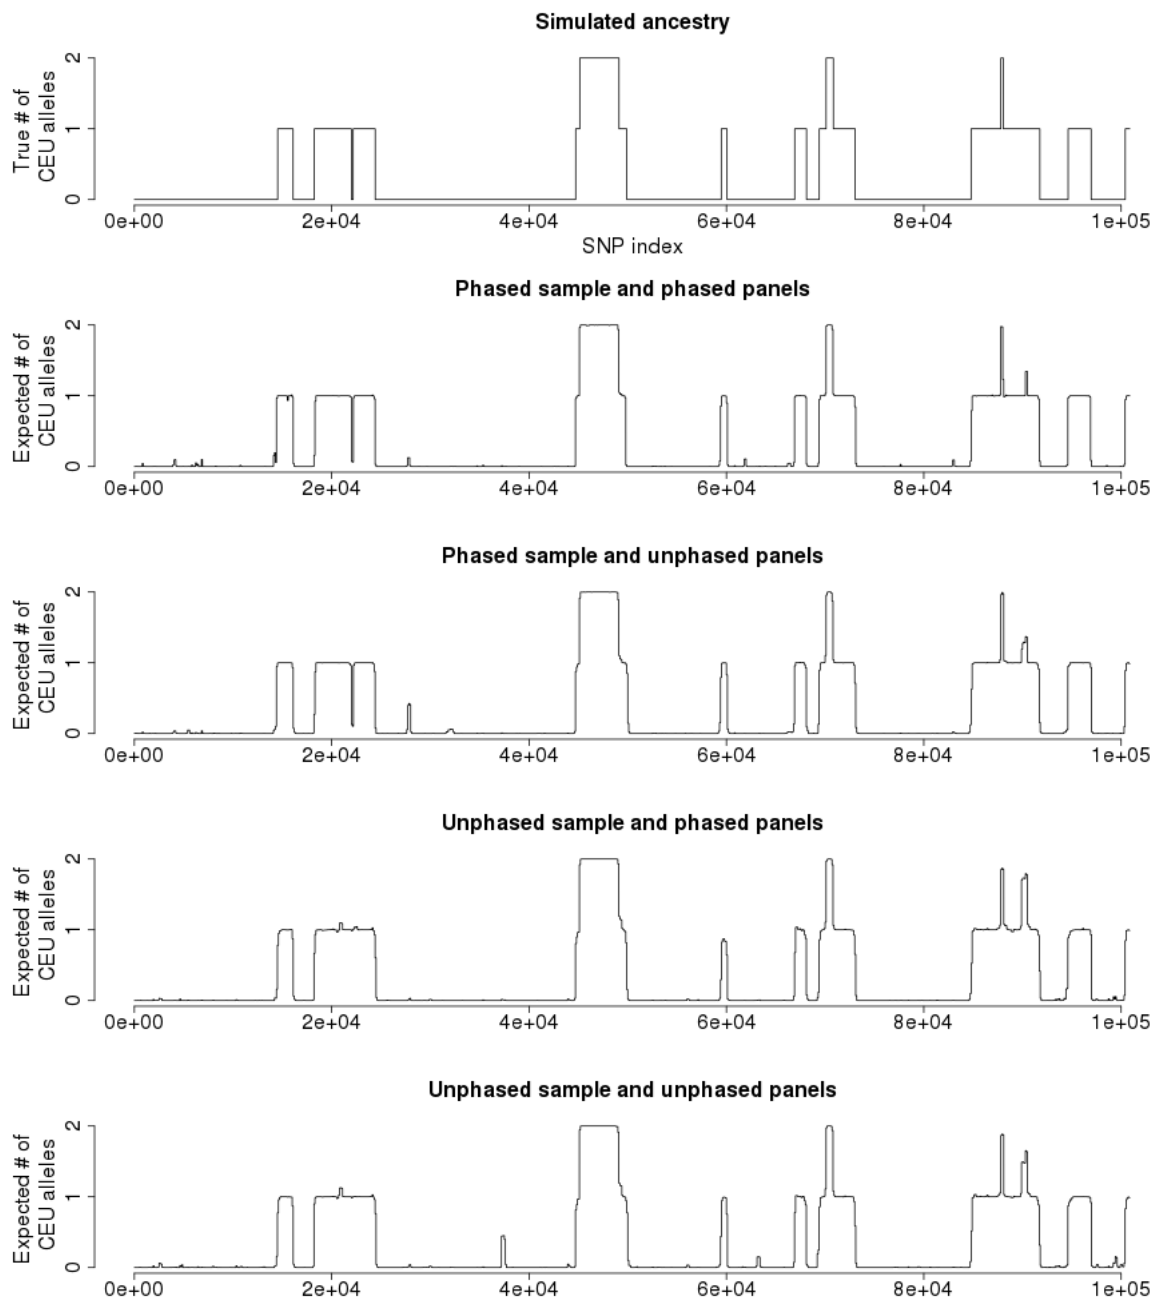 Simulated ancestry
True # of
CEU alleles
0 1 2
0e+00 2e+04 4e+04 6e+04 8e+04 1e+05
SNP index
Phased sample and phased panels
Expected # of
CEU alleles
0 1 2
0e+00 2e+04 4e+04 6e+04 8e+04 1e+05
Phased sample and unphased panels
Expected # of
CEU alleles
0 1 2
0e+00 2e+04 4e+04 6e+04 8e+04 1e+05
Unphased sample and phased panels
Expected # of
CEU alleles
0 1 2
0e+00 2e+04 4e+04 6e+04 8e+04 1e+05
Unphased sample and unphased panels
Expected # of
CEU alleles
0 1 2
0e+00 2e+04 4e+04 6e+04 8e+04 1e+05